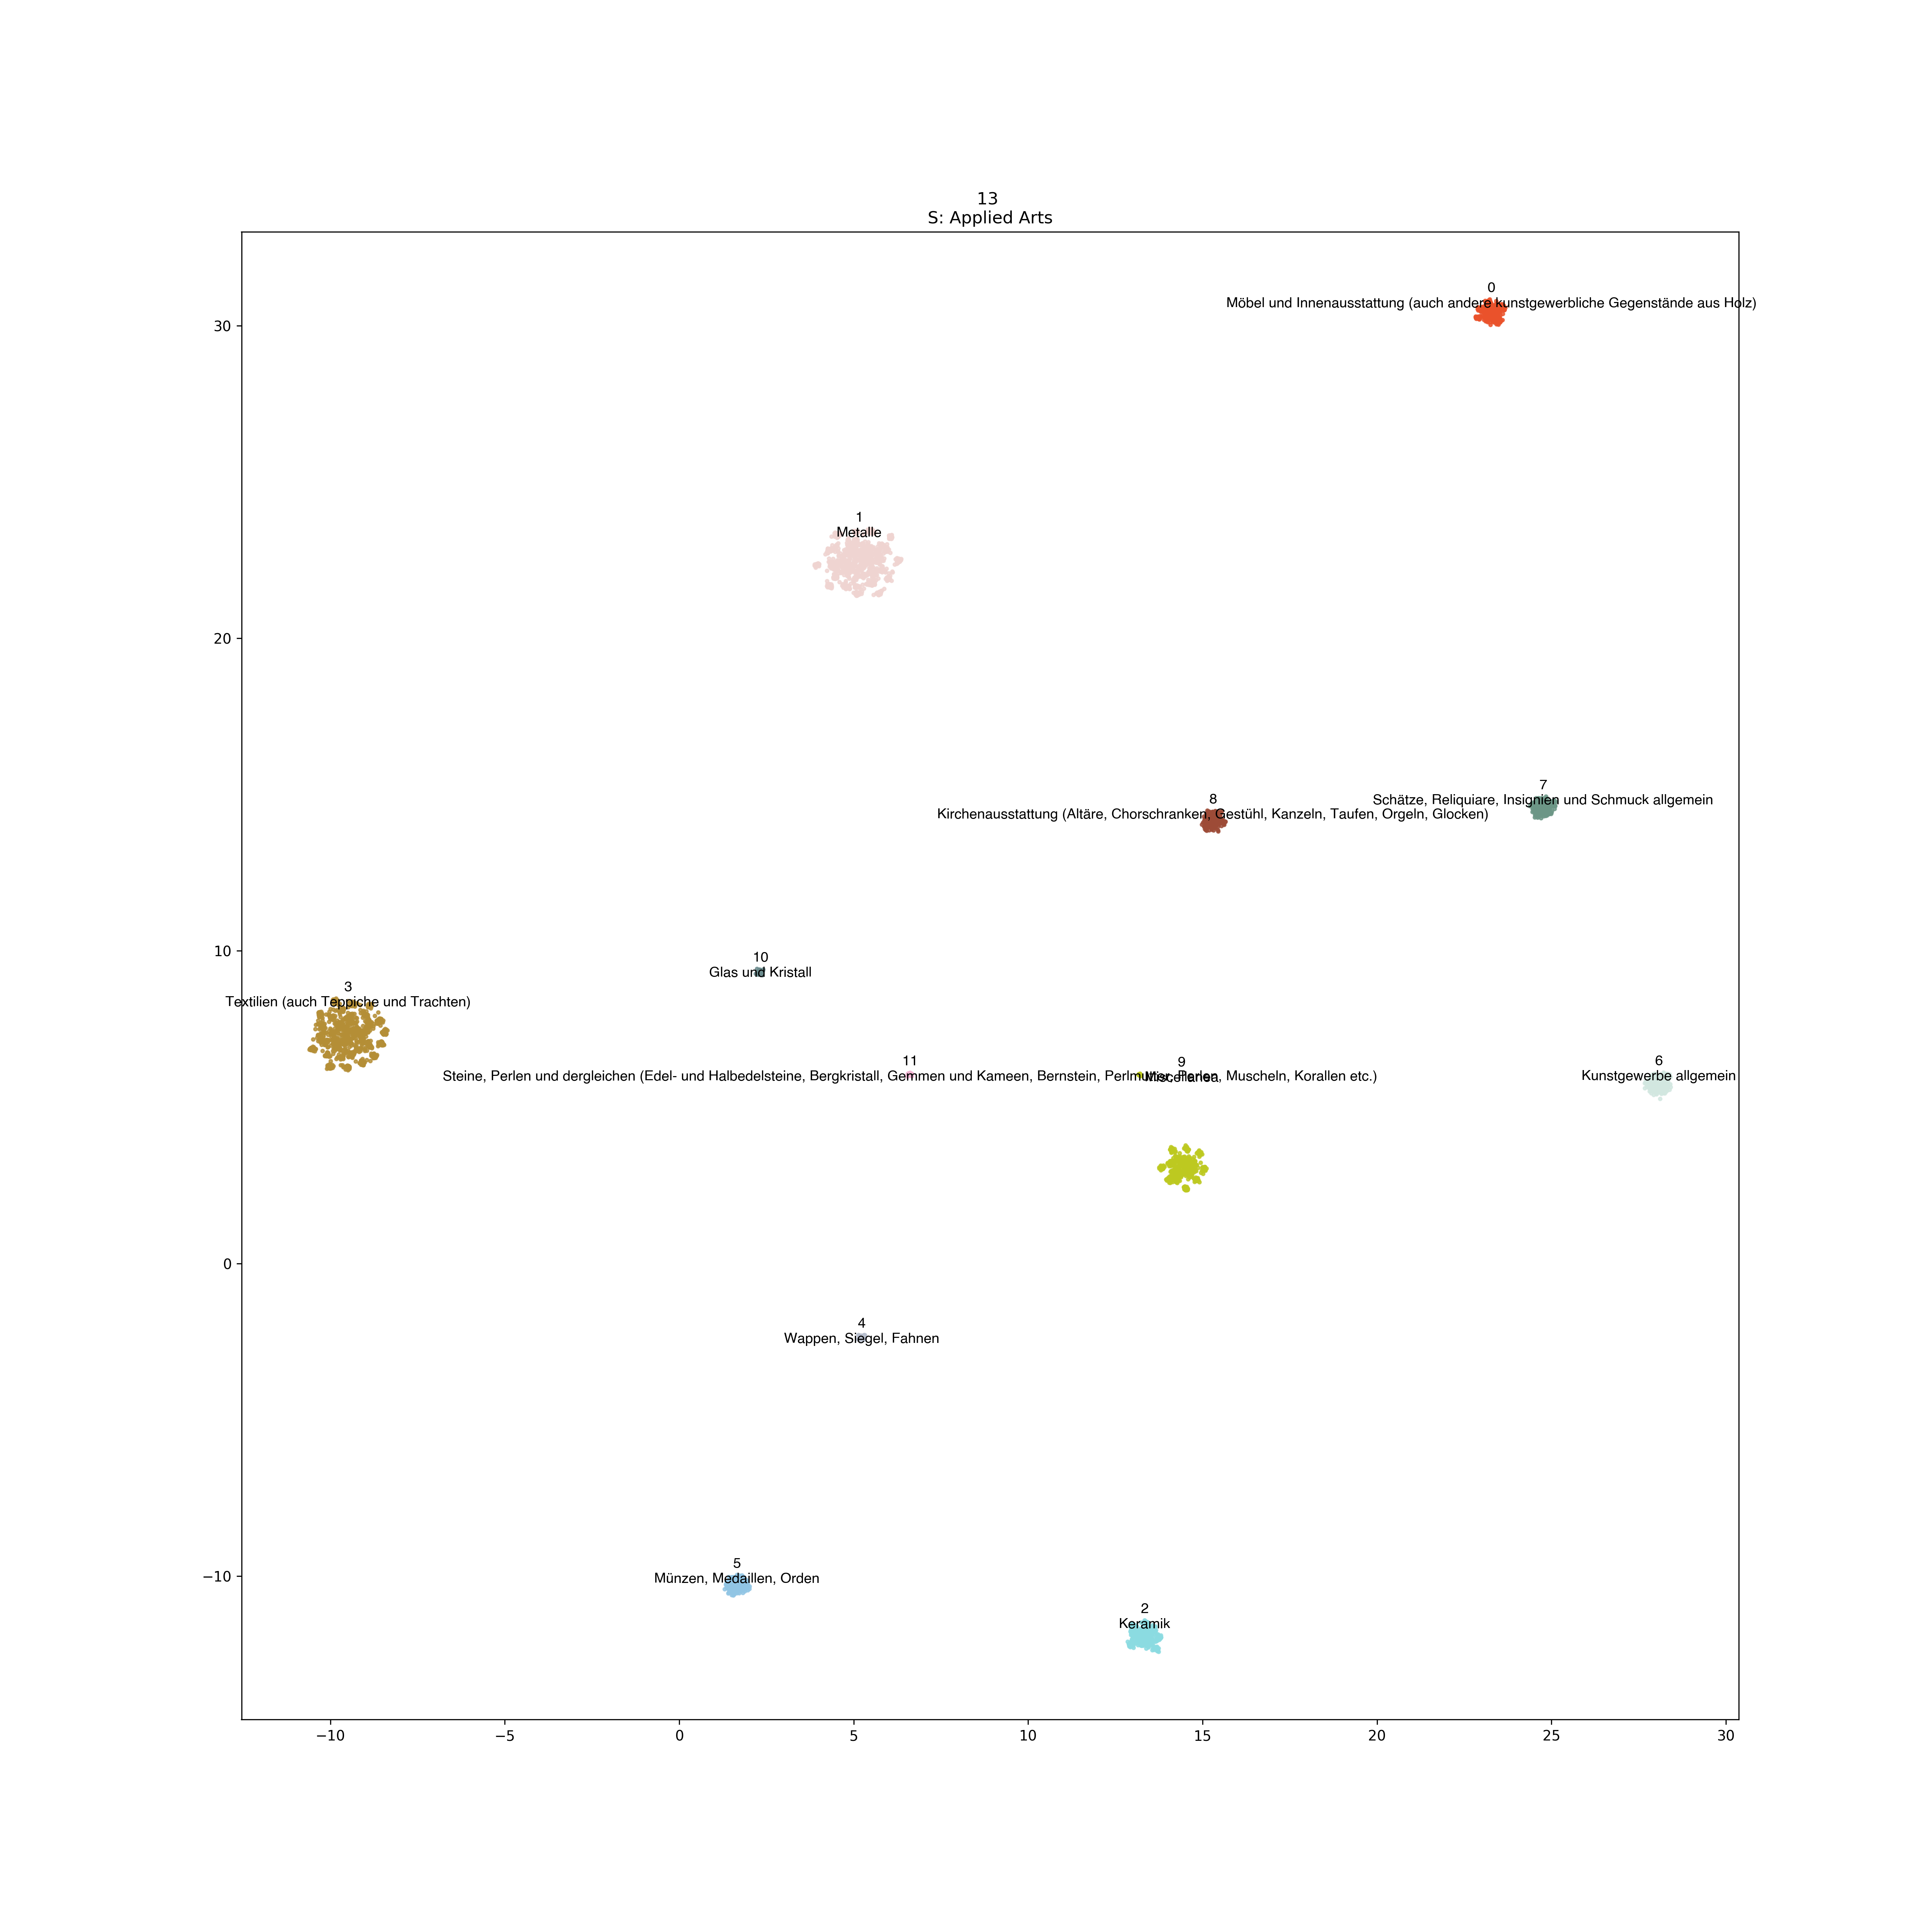 13
S: Applied Arts
0
Möbel und Innenausstattung (auch andere kunstgewerbliche Gegenstände aus Holz)
30
1
Metalle
20
7
Schätze, Reliquiare, Insignien und Schmuck allgemein
8
Kirchenausstattung (Altäre, Chorschranken, Gestühl, Kanzeln, Taufen, Orgeln, Glocken)
10
10
Glas und Kristall
3
Textilien (auch Teppiche und Trachten)
11
Steine, Perlen und dergleichen (Edel- und Halbedelsteine, Bergkristall, Gemmen und Kameen, Bernstein, Perlmutter, Perlen, Muscheln, Korallen etc.)
9
Miscellanea
6
Kunstgewerbe allgemein
0
4
Wappen, Siegel, Fahnen
5
Münzen, Medaillen, Orden
−10
2
Keramik
−10 −5 0 5 10 15 20 25 30